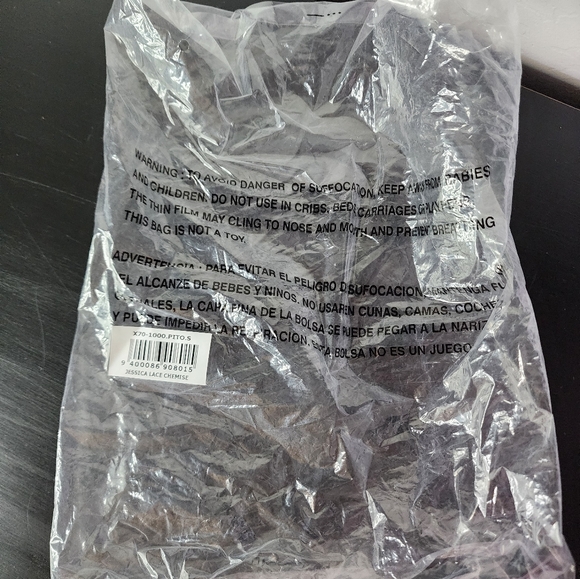 WARNING : TO AVOID DANGER OF SUFFOCATION, KEEP AWAY FROM BABIES
AND CHILDREN. DO NOT USE IN CRIBS, BEDS, CARRIAGES OR PLAYPENS.
THE THIN FILM MAY CLING TO NOSE AND MOUTH AND PREVENT BREATHING
THIS BAG IS NOT A TOY.
ADVERTENCIA : PARA EVITAR EL PELIGRO D SUFOCACION, MANTENGA FU
EL ALCANZE DE BEBES Y NINOS. NO USAR EN CUNAS, CAMAS, COCHE
LA CAPA FINA DE LA BOLSA SE PUEDE PEGAR A LA NARIZ
Y PUEDE IMPEDIR LA RESPIRACION. BOLSA NO ES UN JUEGO
X70-1000.PITO.S
9 400086 908015
JESSICA LACE CHEMISE